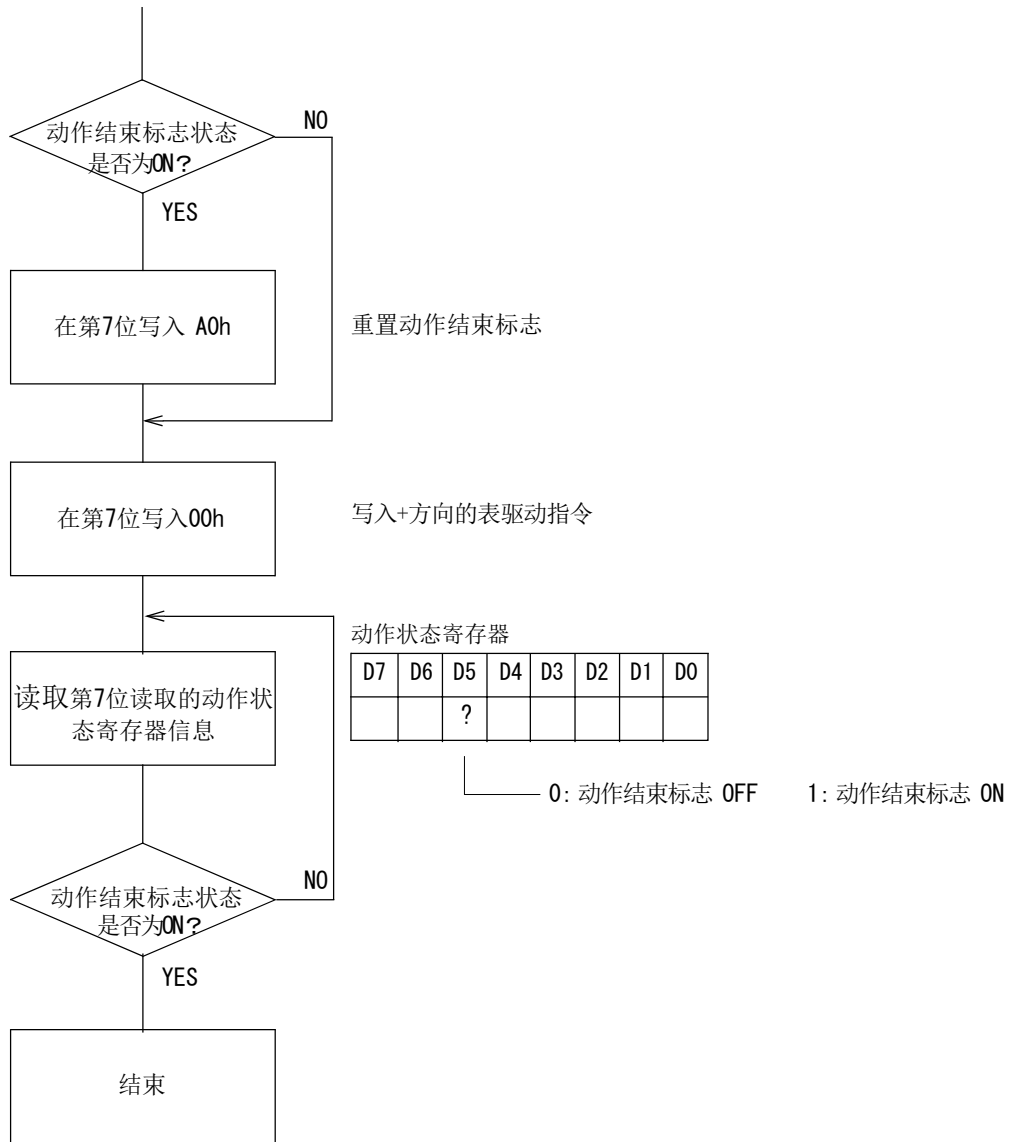 动作结束标志状态
是否为ON?
NO
YES
在第7位写入 A0h
重置动作结束标志
在第7位写入00h
写入+方向的表驱动指令
读取第7位读取的动作状
态寄存器信息
动作状态寄存器
D7 D6 D5 D4 D3 D2 D1 D0
?
0: 动作结束标志 OFF 1: 动作结束标志 ON
动作结束标志状态
是否为ON?
NO
YES
结束